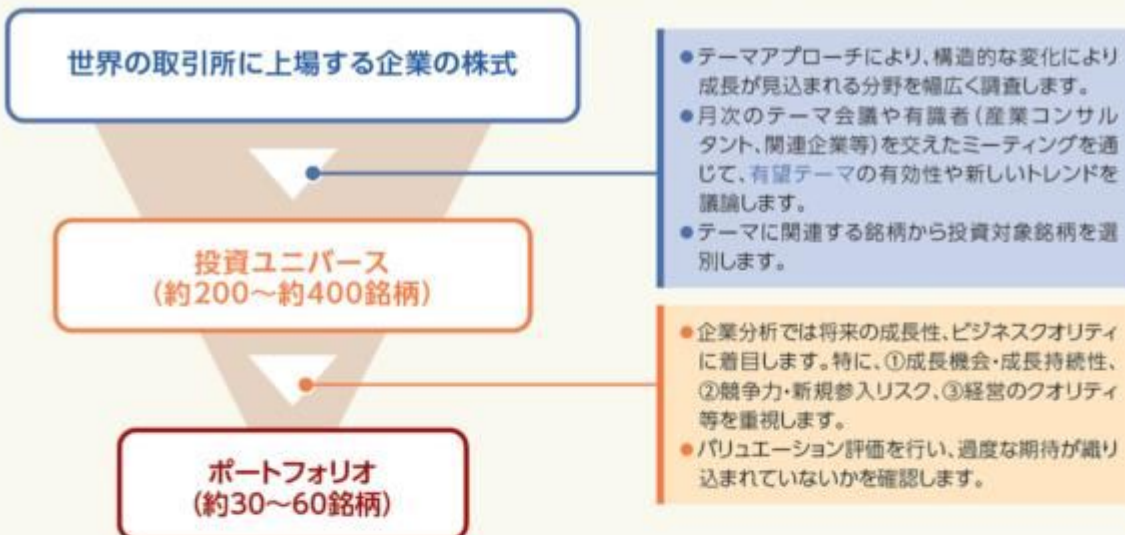 世界の取引所に上場する企業の株式
●テーマアプローチにより、構造的な変化により
成長が見込まれる分野を幅広く調査します。
●月次のテーマ会議や有識者(産業コンサル
タント、関連企業等)を交えたミーティングを通
じて、有望テーマの有効性や新しいトレンドを
議論します。
●テーマに関連する銘柄から投資対象銘柄を選
別します。
投資ユニバース
(約200～約400銘柄)
●企業分析では将来の成長性、ビジネスクオリティ
に着目します。特に、①成長機会・成長持続性、
②競争力・新規参入リスク、③経営のクオリティ
等を重視します。
●バリュエーション評価を行い、過度な期待が織り
込まれていないかを確認します。
ポートフォリオ
(約30～60銘柄)